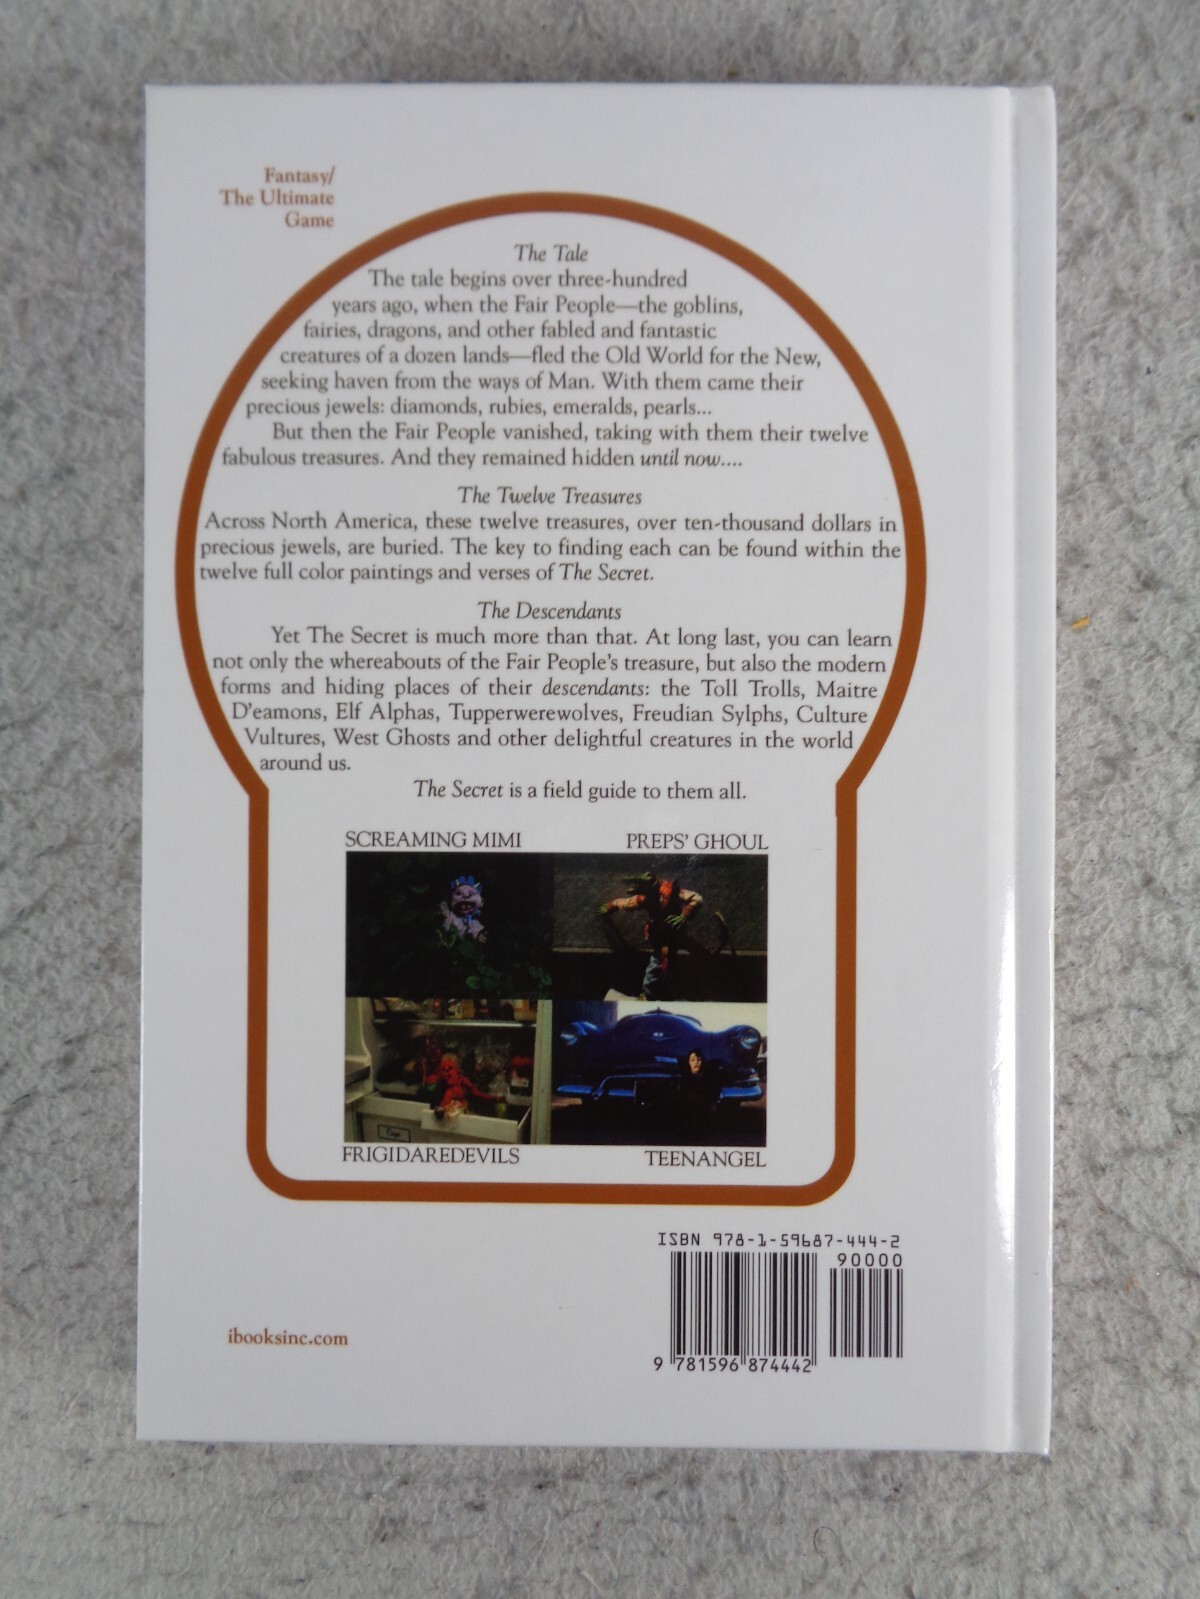 Fantasy/
The Ultimate
Game
The Tale
The tale begins over three-hundred
years ago, when the Fair People—the goblins,
fairies, dragons, and other fabled and fantastic
creatures of a dozen lands—fled the Old World for the New,
seeking haven from the ways of Man. With them came their
precious jewels: diamonds, rubies, emeralds, pearls...
But then the Fair People vanished, taking with them their twelve
fabulous treasures. And they remained hidden until now....
The Twelve Treasures
Across North America, these twelve treasures, over ten-thousand dollars in
precious jewels, are buried. The key to finding each can be found within the
twelve full color paintings and verses of The Secret.
The Descendants
Yet The Secret is much more than that. At long last, you can learn
not only the whereabouts of the Fair People's treasure, but also the modern
forms and hiding places of their descendants: the Toll Trolls, Maitre
D'eamons, Elf Alphas, Tupperwerewolves, Freudian Sylphs, Culture
Vultures, West Ghosts and other delightful creatures in the world
around us.
The Secret is a field guide to them all.
SCREAMING MIMI
PREPS' GHOUL
FRIGIDAREDEVILS
TEENANGEL
ISBN 978-1-59687-444-2
90000
9 781596 874442
ibooksinc.com